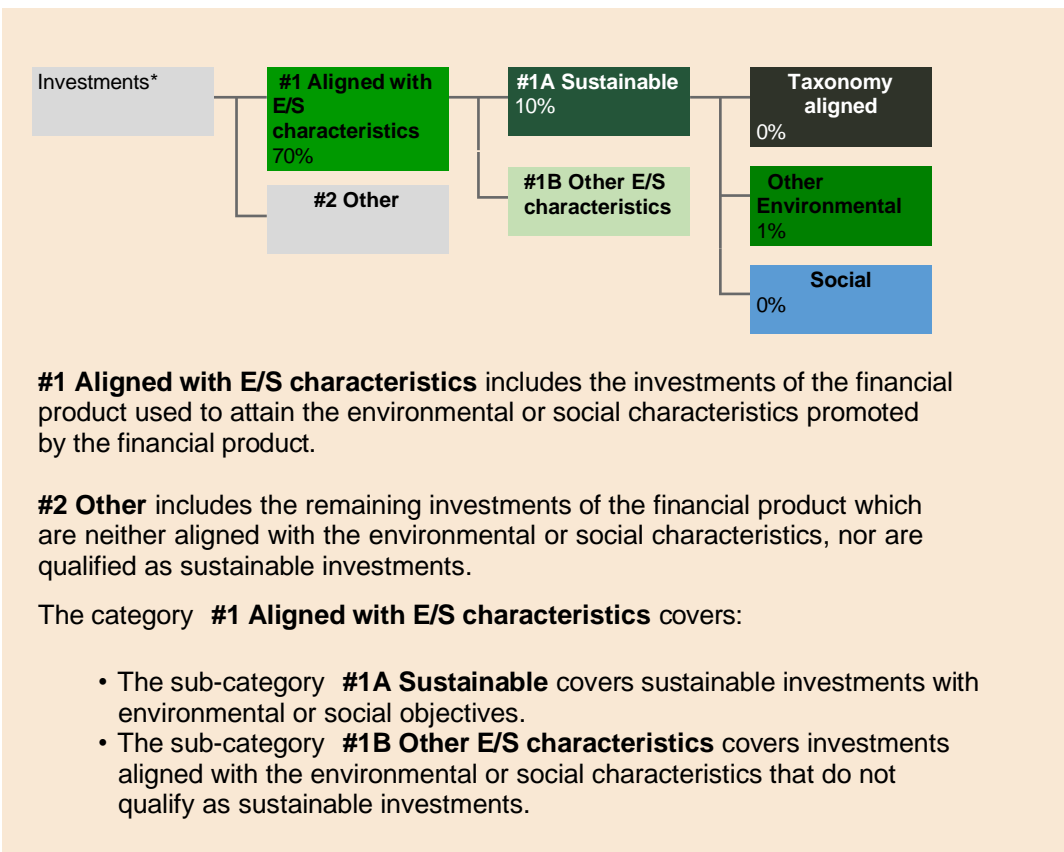 Investments*
#1 Aligned with
E/S
characteristics
70%
#2 Other
#1A Sustainable
10%
#1B Other E/S
characteristics
Taxonomy
aligned
0%
Other
Environmental
1%
Social
0%
#1 Aligned with E/S characteristics includes the investments of the financial
product used to attain the environmental or social characteristics promoted
by the financial product.
#2 Other includes the remaining investments of the financial product which
are neither aligned with the environmental or social characteristics, nor are
qualified as sustainable investments.
The category #1 Aligned with E/S characteristics covers:
• The sub-category #1A Sustainable covers sustainable investments with
environmental or social objectives.
• The sub-category #1B Other E/S characteristics covers investments
aligned with the environmental or social characteristics that do not
qualify as sustainable investments.